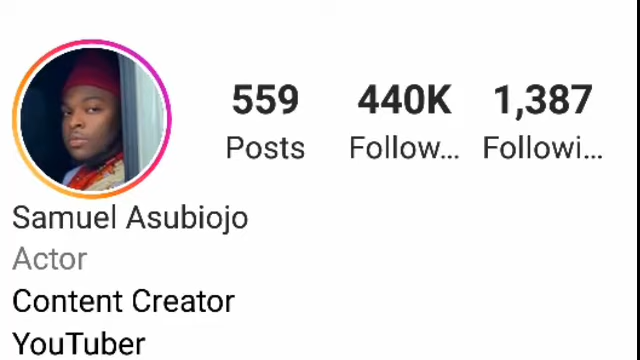 559 440K 1,387
Posts Follow... Followi...
Samuel Asubiojo
Actor
Content Creator
YouTuber